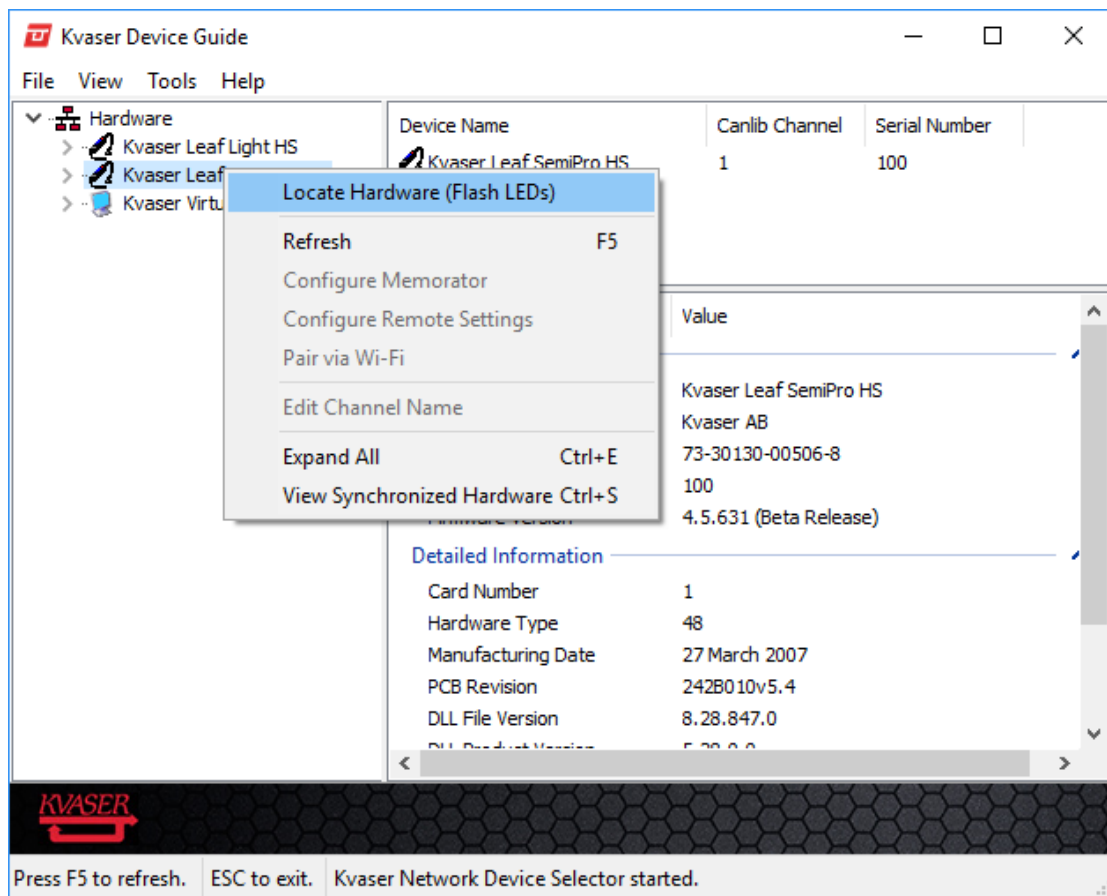 Kvaser Device Guide
File View Tools Help
Hardware
Kvaser Leaf Light HS
Kvaser Leaf
Kvaser Virtu
Device Name Canlib Channel Serial Number
Kvaser Leaf SemiPro HS 1 100
Locate Hardware (Flash LEDs)
Refresh F5
Configure Memorator
Configure Remote Settings
Pair via Wi-Fi
Edit Channel Name
Expand All Ctrl+E
View Synchronized Hardware Ctrl+S
Value
Kvaser Leaf SemiPro HS
Kvaser AB
73-30130-00506-8
100
Firmware Version 4.5.631 (Beta Release)
Detailed Information
Card Number 1
Hardware Type 48
Manufacturing Date 27 March 2007
PCB Revision 242B010v5.4
DLL File Version 8.28.847.0
DLL Product Version
KVASER
Press F5 to refresh. ESC to exit. Kvaser Network Device Selector started.